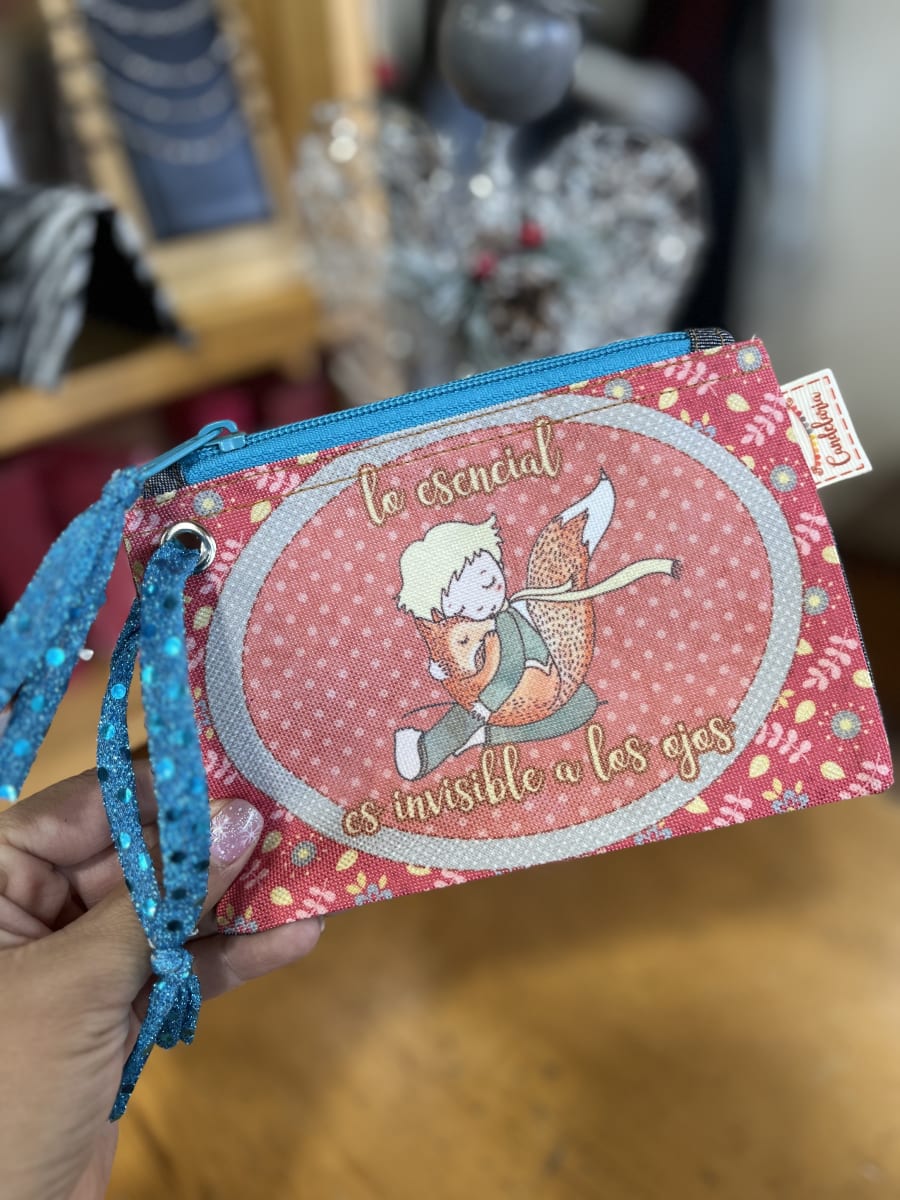 lo esencial
es invisible a los ojos
Candelaria